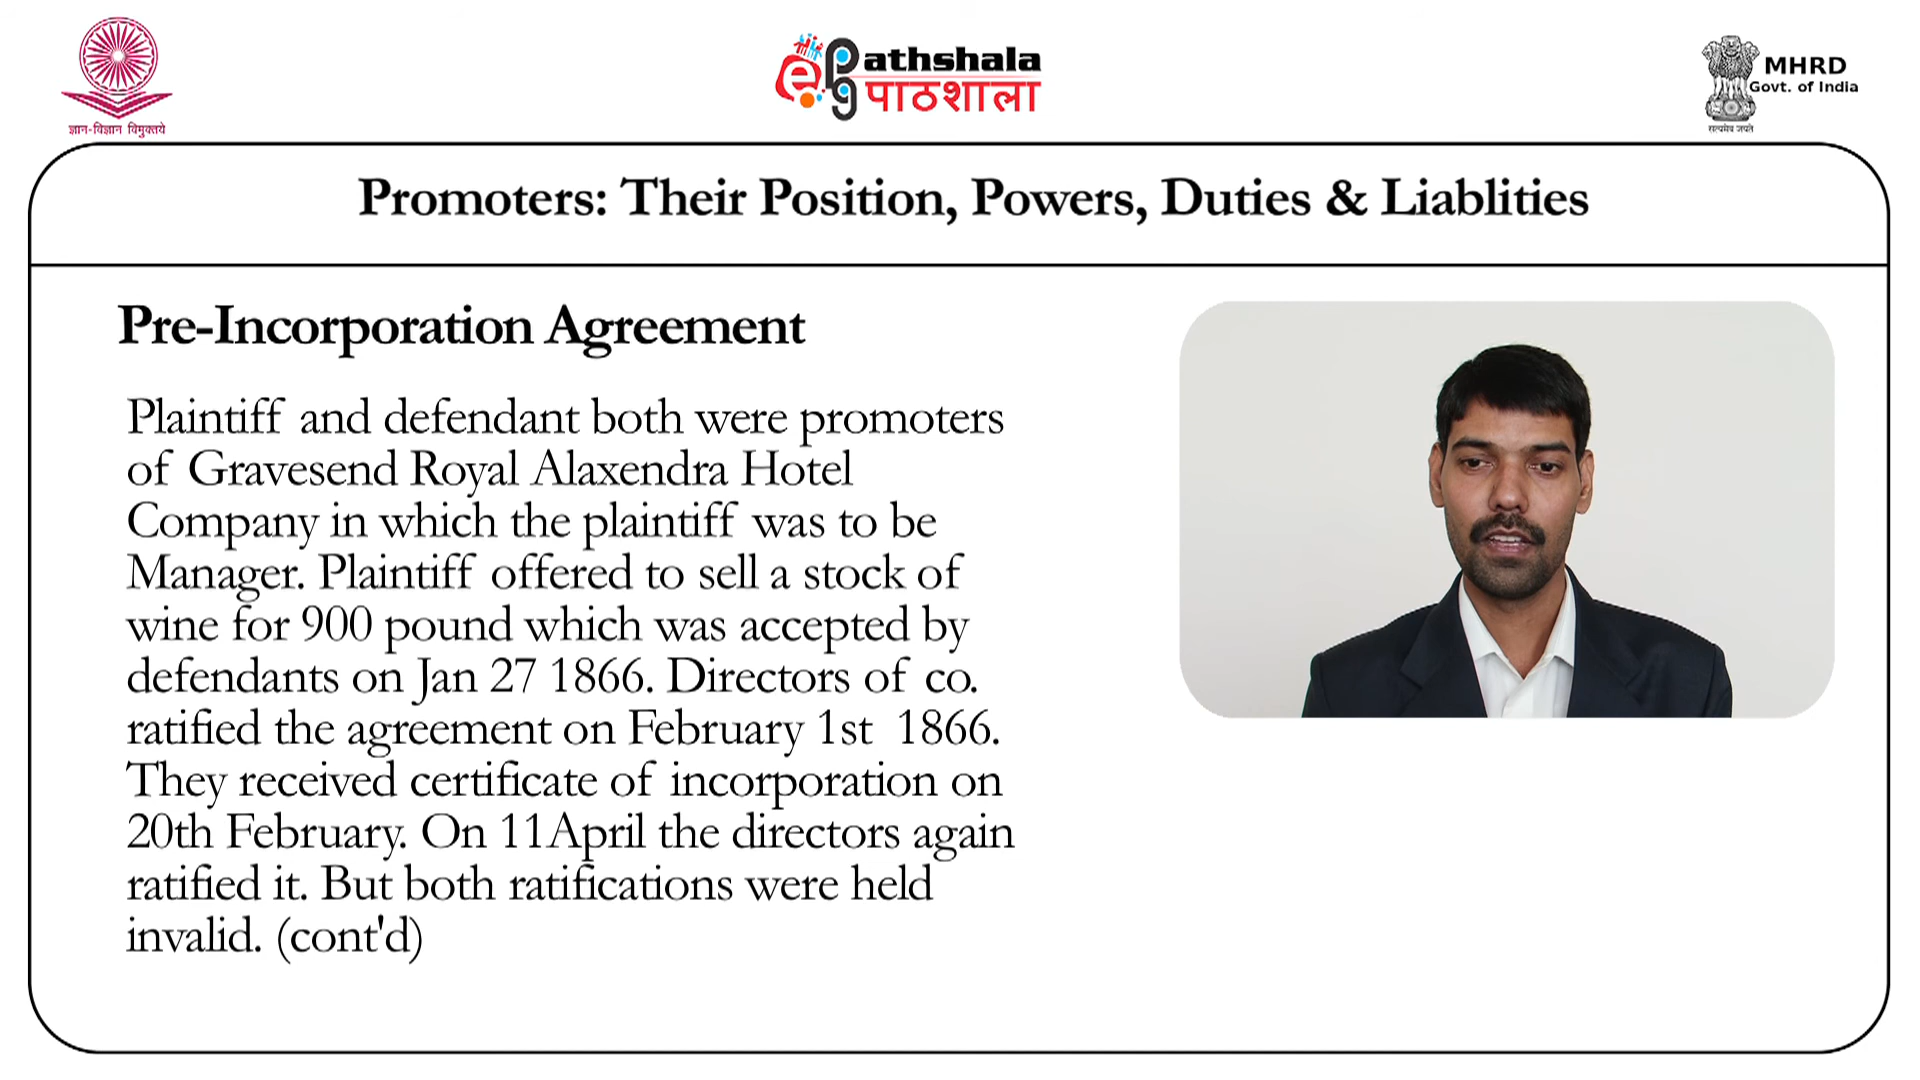 ज्ञान-विज्ञान विमुक्तये
ePG athshala
पाठशाला
MHRD
Govt. of India
सत्यमेव जयते
Promoters: Their Position, Powers, Duties & Liablities
Pre-Incorporation Agreement
Plaintiff and defendant both were promoters
of Gravesend Royal Alaxendra Hotel
Company in which the plaintiff was to be
Manager. Plaintiff offered to sell a stock of
wine for 900 pound which was accepted by
defendants on Jan 27 1866. Directors of co.
ratified the agreement on February 1st 1866.
They received certificate of incorporation on
20th February. On 11April the directors again
ratified it. But both ratifications were held
invalid. (cont'd)